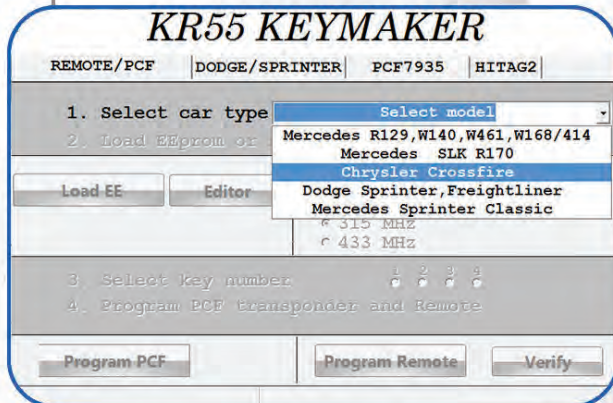 KR55 KEYMAKER
REMOTE/PCF DODGE/SPRINTER PCF7935 HITAG2
1. Select car type Select model
2. Load EEprom or
Mercedes R129,W140,W461,W168/414
Mercedes SLK R170
Chrysler Crossfire
Dodge Sprinter,Freightliner
Mercedes Sprinter Classic
Load EE Editor
315 MHz
433 MHz
3. Select key number 1 2 3 4
4. Program PCF transponder and Remote
Program PCF Program Remote Verify